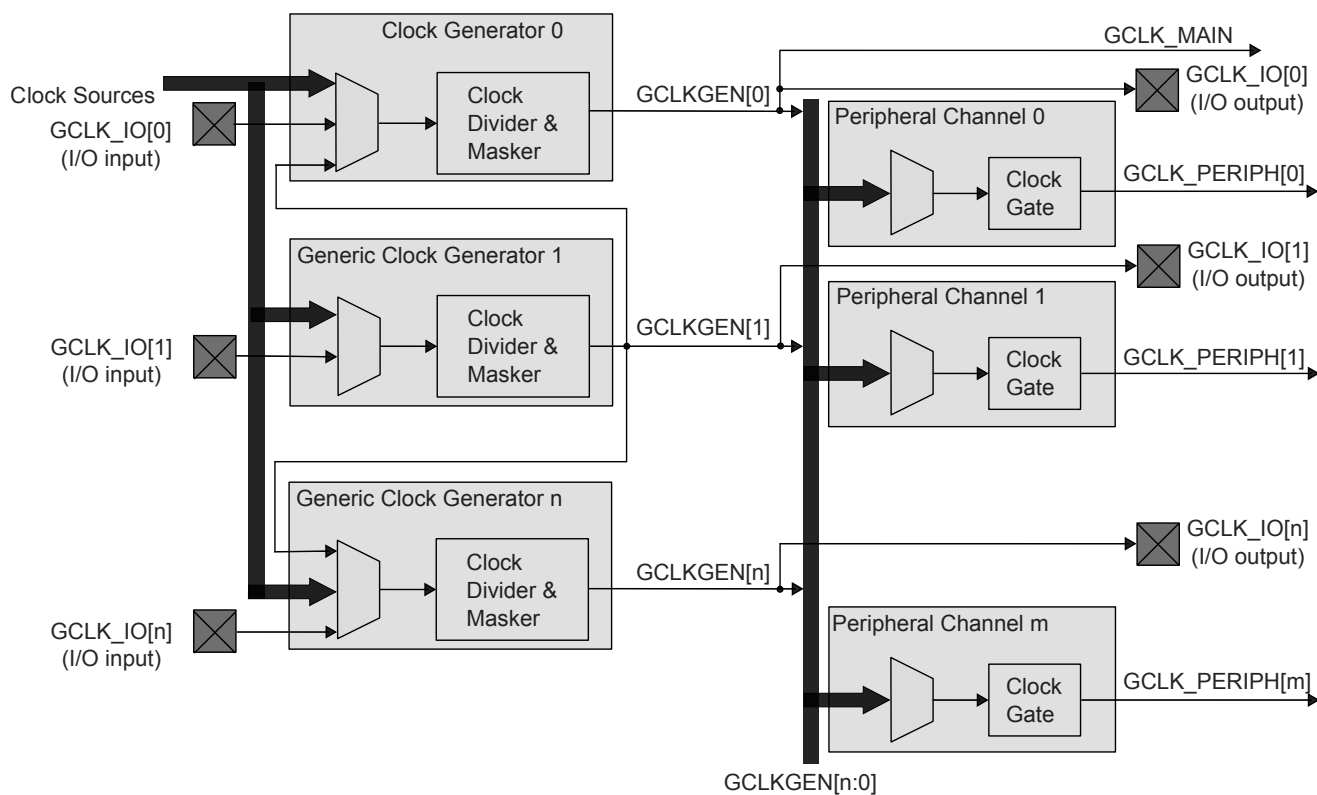 Clock Generator 0
GCLK_MAIN
Clock Sources
GCLK_IO[0]
(I/O input)
Clock
Divider &
Masker
GCLKGEN[0]
GCLK_IO[0]
(I/O output)
Peripheral Channel 0
Clock
Gate
GCLK_PERIPH[0]
Generic Clock Generator 1
GCLK_IO[1]
(I/O output)
GCLK_IO[1]
(I/O input)
Clock
Divider &
Masker
GCLKGEN[1]
Peripheral Channel 1
Clock
Gate
GCLK_PERIPH[1]
Generic Clock Generator n
GCLK_IO[n]
(I/O output)
GCLK_IO[n]
(I/O input)
Clock
Divider &
Masker
GCLKGEN[n]
Peripheral Channel m
Clock
Gate
GCLK_PERIPH[m]
GCLKGEN[n:0]